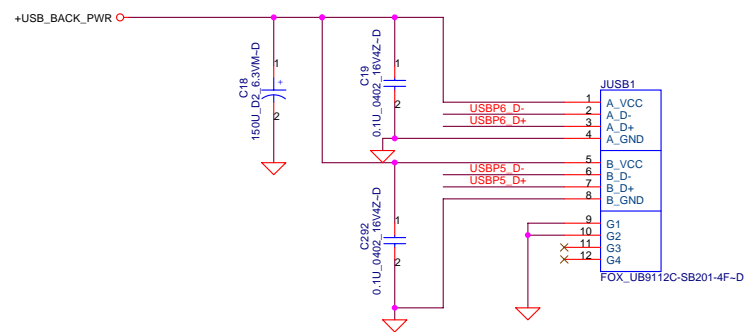 +USB_BACK_PWR
C18
150U_D2_6.3VM~D
1
+
2
C19
0.1U_0402_16V4Z~D
1
2
JUSB1
1 A_VCC
USBP6_D- 2 A_D-
USBP6_D+ 3 A_D+
4 A_GND
5 B_VCC
USBP5_D- 6 B_D-
USBP5_D+ 7 B_D+
8 B_GND
C292
0.1U_0402_16V4Z~D
1
2
9 G1
10 G2
11 G3
12 G4
FOX_UB9112C-SB201-4F~D